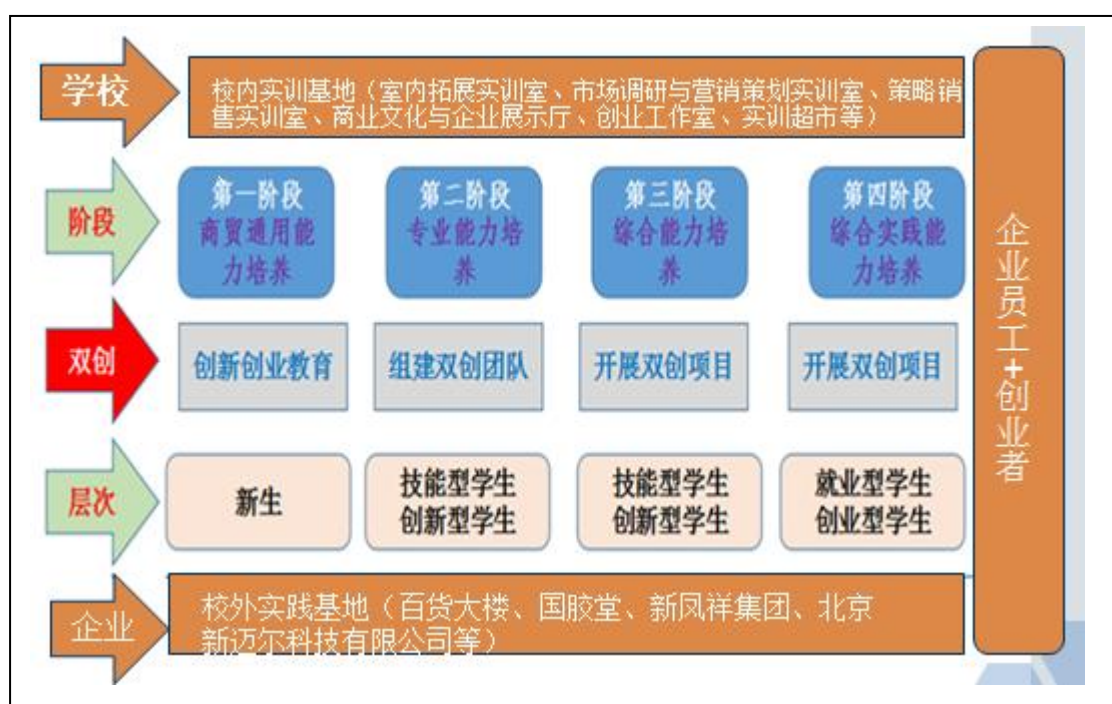 学校
校内实训基地（室内拓展实训室、市场调研与营销策划实训室、策略销
售实训室、商业文化与企业展示厅、创业工作室、实训超市等）
阶段
第一阶段
商贸通用能
力培养
第二阶段
专业能力培
养
第三阶段
综合能力培
养
第四阶段
综合实践能
力培养
双创
创新创业教育
组建双创团队
开展双创项目
开展双创项目
层次
新生
技能型学生
创新型学生
技能型学生
创新型学生
就业型学生
创业型学生
企业
校外实践基地（百货大楼、国胶堂、新凤祥集团、北京
新迈尔科技有限公司等）
企业员工+创业者